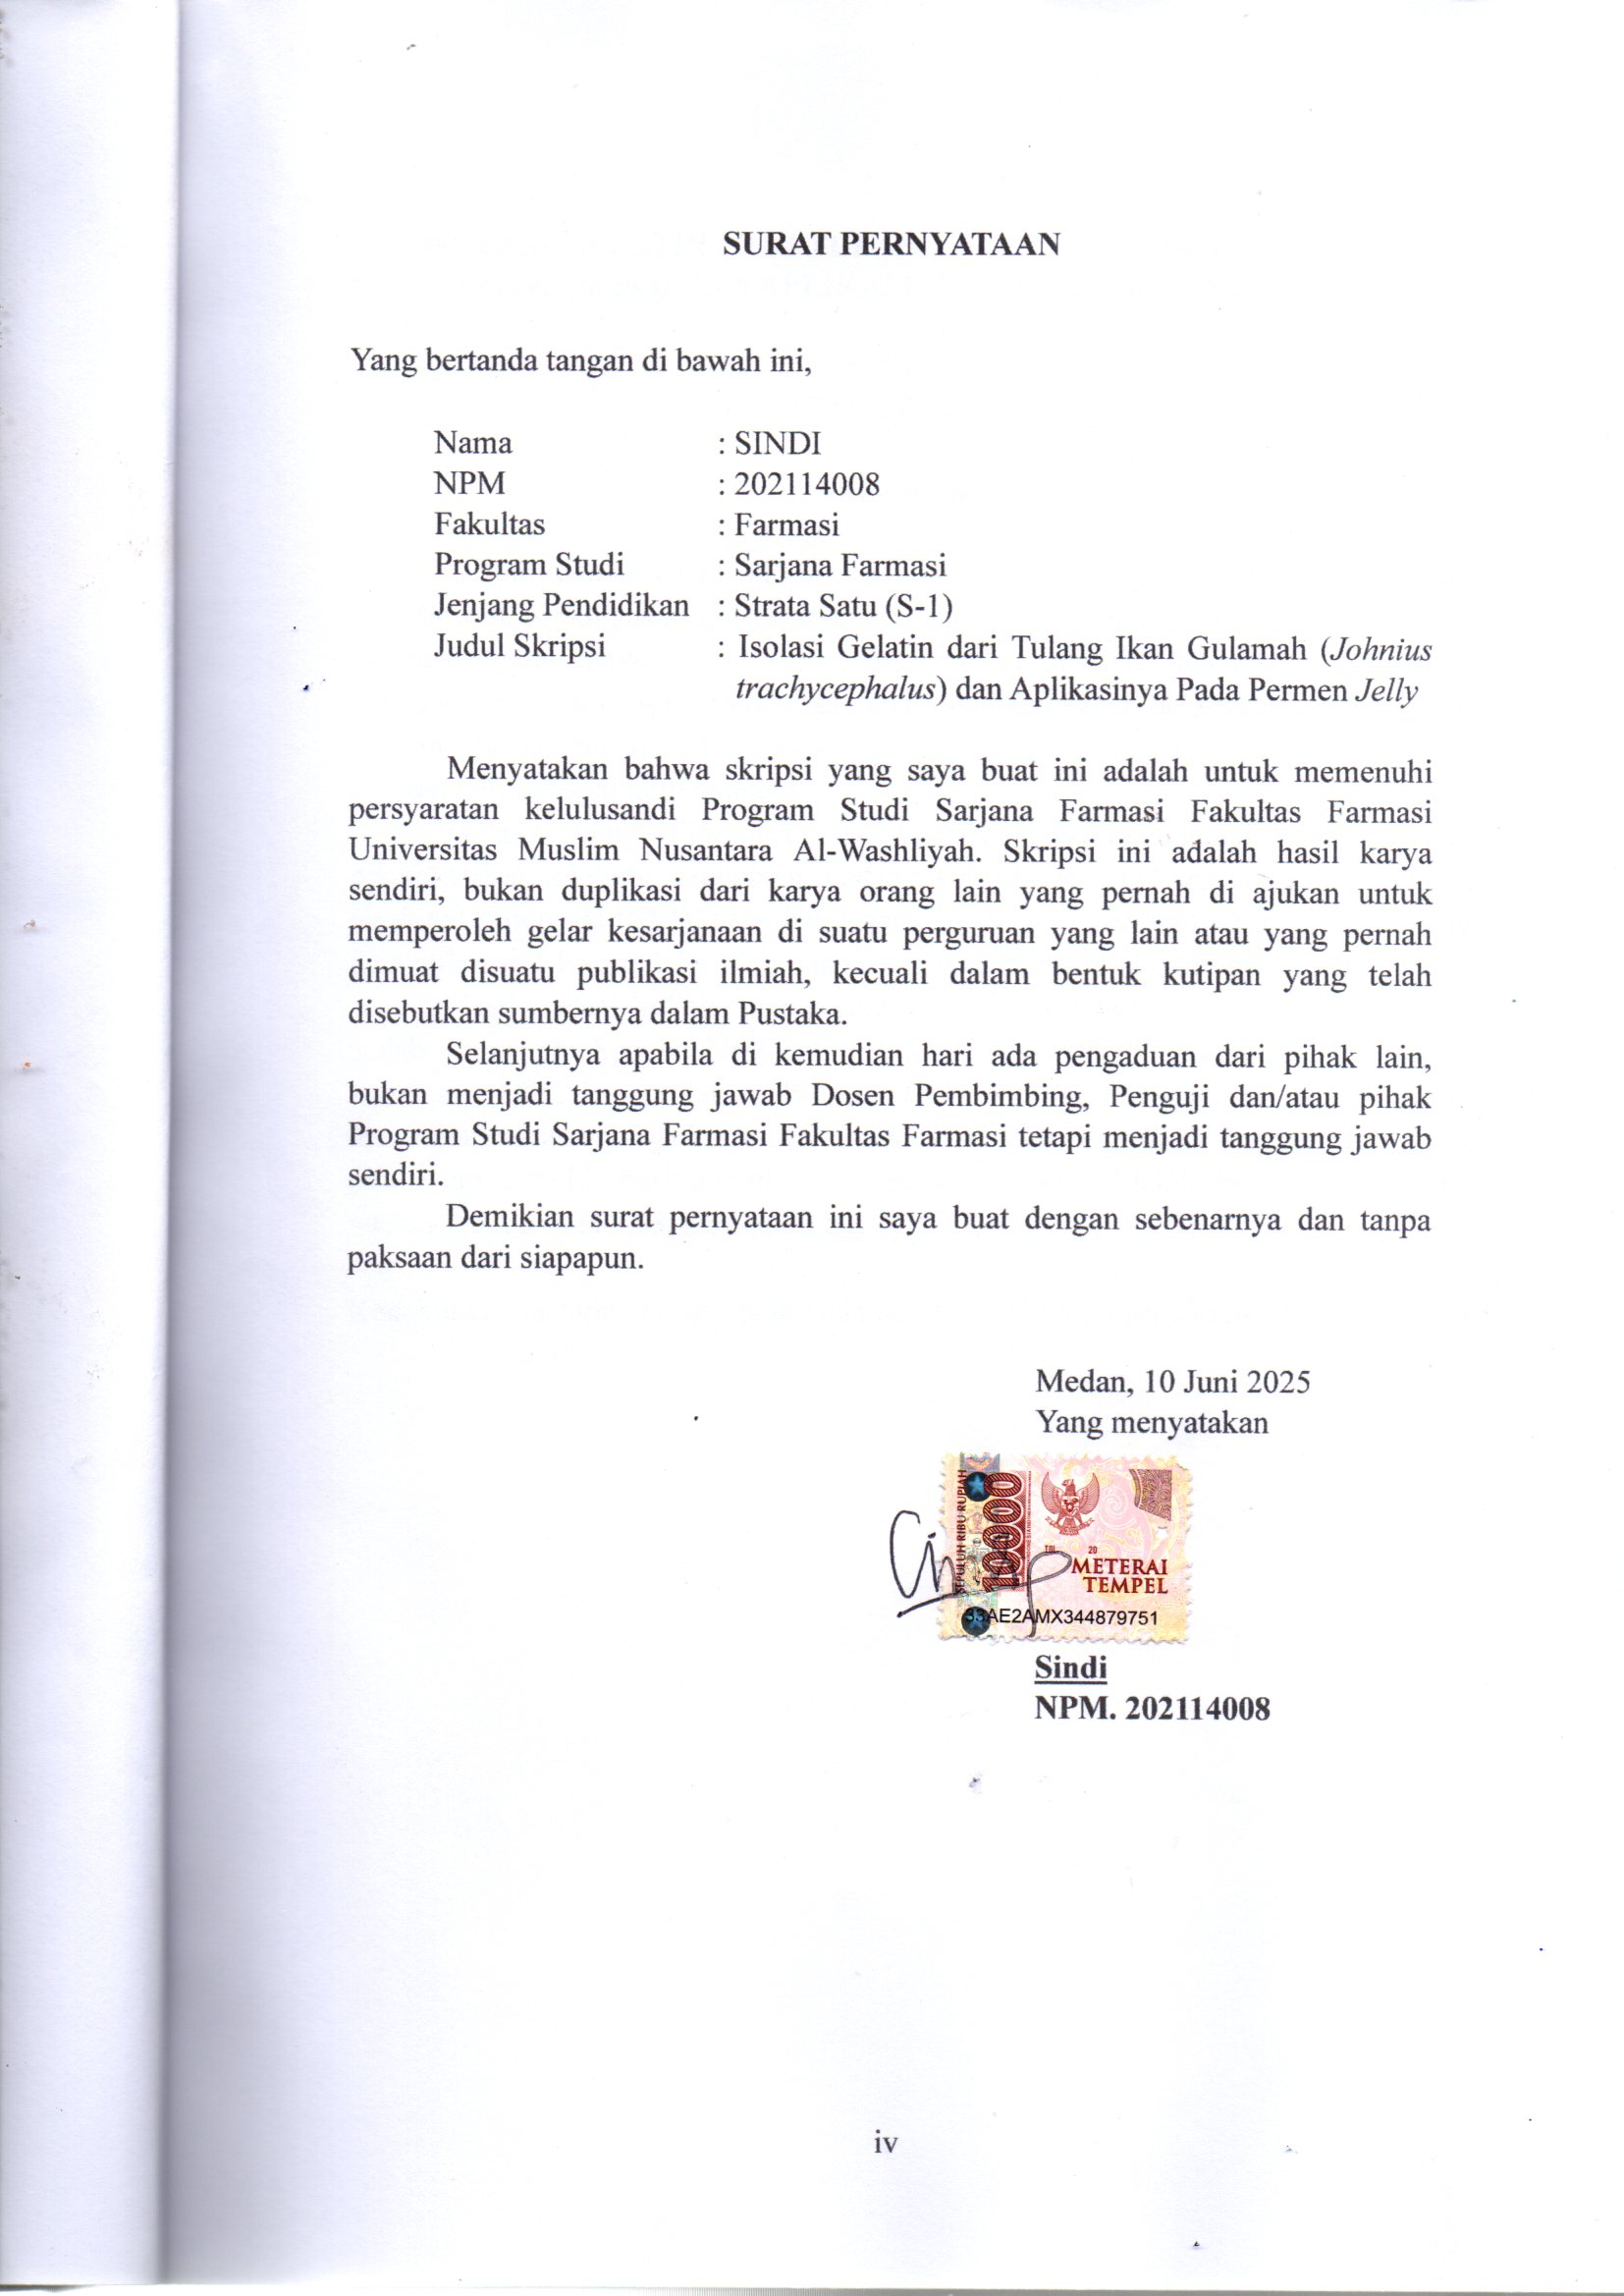 SURAT PERNYATAAN
Yang bertanda tangan di bawah ini,
Nama : SINDI
NPM : 202114008
Fakultas : Farmasi
Program Studi : Sarjana Farmasi
Jenjang Pendidikan : Strata Satu (S-1)
Judul Skripsi : Isolasi Gelatin dari Tulang Ikan Gulamah (Johnius
trachycephalus) dan Aplikasinya Pada Permen Jelly
Menyatakan bahwa skripsi yang saya buat ini adalah untuk memenuhi
persyaratan kelulusandi Program Studi Sarjana Farmasi Fakultas Farmasi
Universitas Muslim Nusantara Al-Washliyah. Skripsi ini adalah hasil karya
sendiri, bukan duplikasi dari karya orang lain yang pernah di ajukan untuk
memperoleh gelar kesarjanaan di suatu perguruan yang lain atau yang pernah
dimuat disuatu publikasi ilmiah, kecuali dalam bentuk kutipan yang telah
disebutkan sumbernya dalam Pustaka.
Selanjutnya apabila di kemudian hari ada pengaduan dari pihak lain,
bukan menjadi tanggung jawab Dosen Pembimbing, Penguji dan/atau pihak
Program Studi Sarjana Farmasi Fakultas Farmasi tetapi menjadi tanggung jawab
sendiri.
Demikian surat pernyataan ini saya buat dengan sebenarnya dan tanpa
paksaan dari siapapun.
Medan, 10 Juni 2025
Yang menyatakan
SEPULUH RIBU RUPIAH
10000
TGL 20
METERAI
TEMPEL
AE2AMX344879751
Sindi
NPM. 202114008
iv